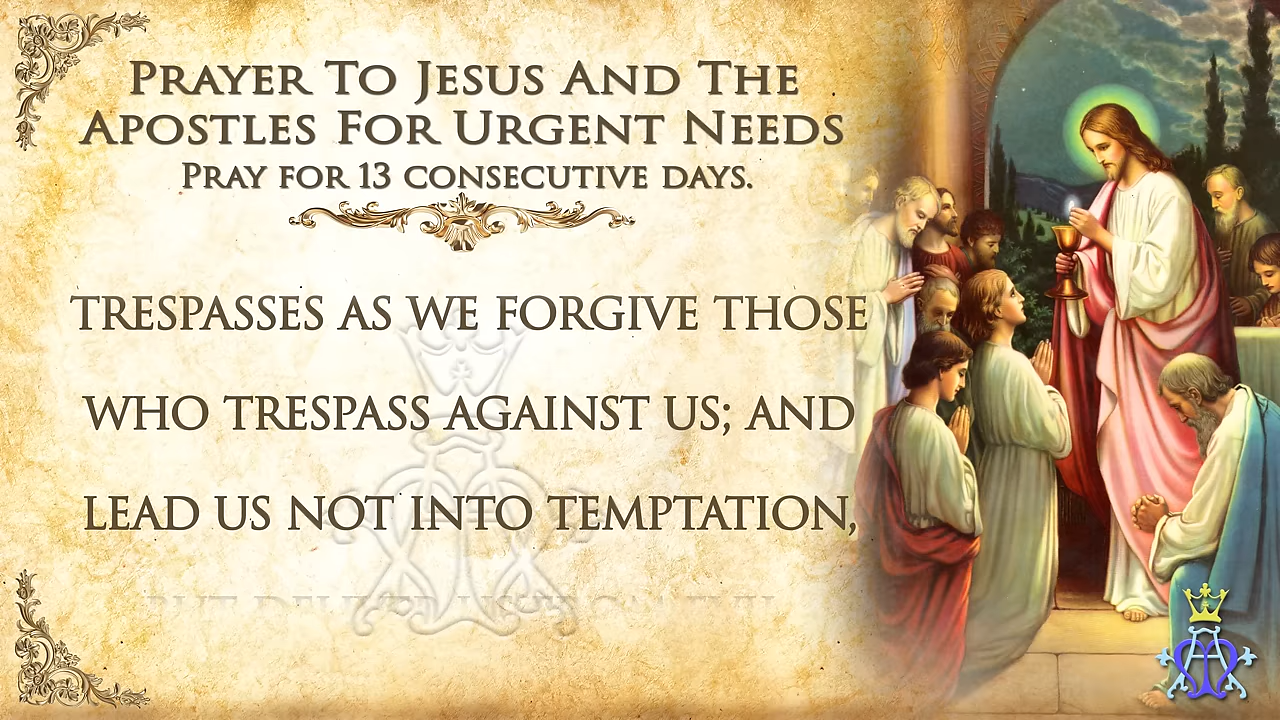 Prayer To Jesus And The
Apostles For Urgent Needs
Pray for 13 consecutive days.
TRESPASSES AS WE FORGIVE THOSE
WHO TRESPASS AGAINST US; AND
LEAD US NOT INTO TEMPTATION,